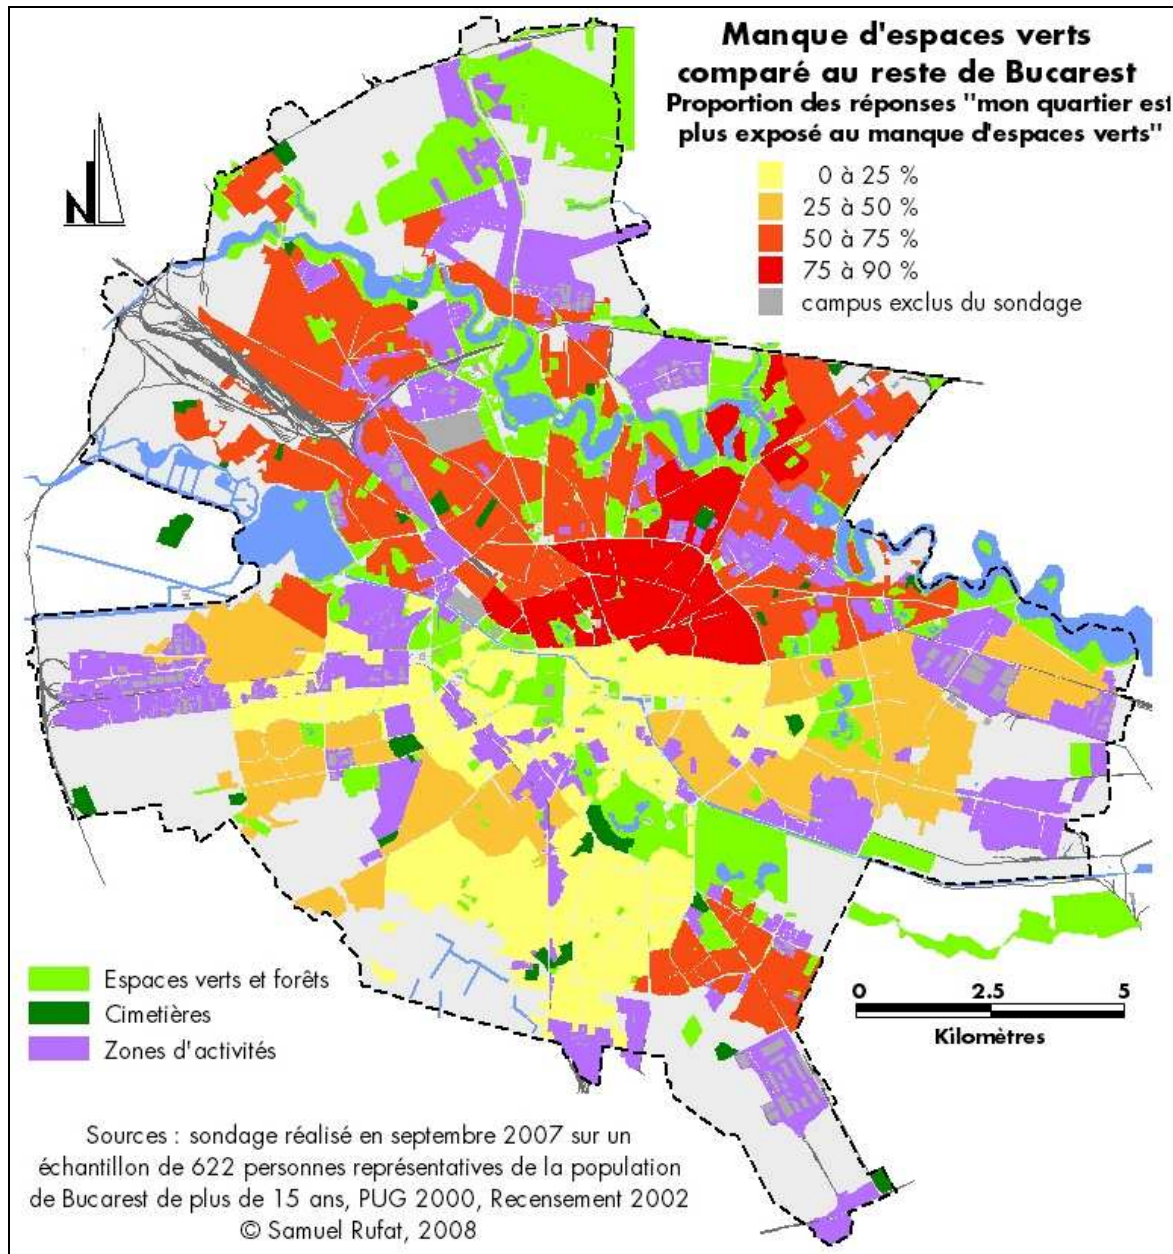 Manque d'espaces verts
comparé au reste de Bucarest
Proportion des réponses "mon quartier est
plus exposé au manque d'espaces verts"
0 à 25 %
25 à 50 %
50 à 75 %
75 à 90 %
campus exclus du sondage
N
Espaces verts et forêts
Cimetières
Zones d'activités
0 2.5 5
Kilomètres
Sources : sondage réalisé en septembre 2007 sur un
échantillon de 622 personnes représentatives de la population
de Bucarest de plus de 15 ans, PUG 2000, Recensement 2002
© Samuel Rufat, 2008